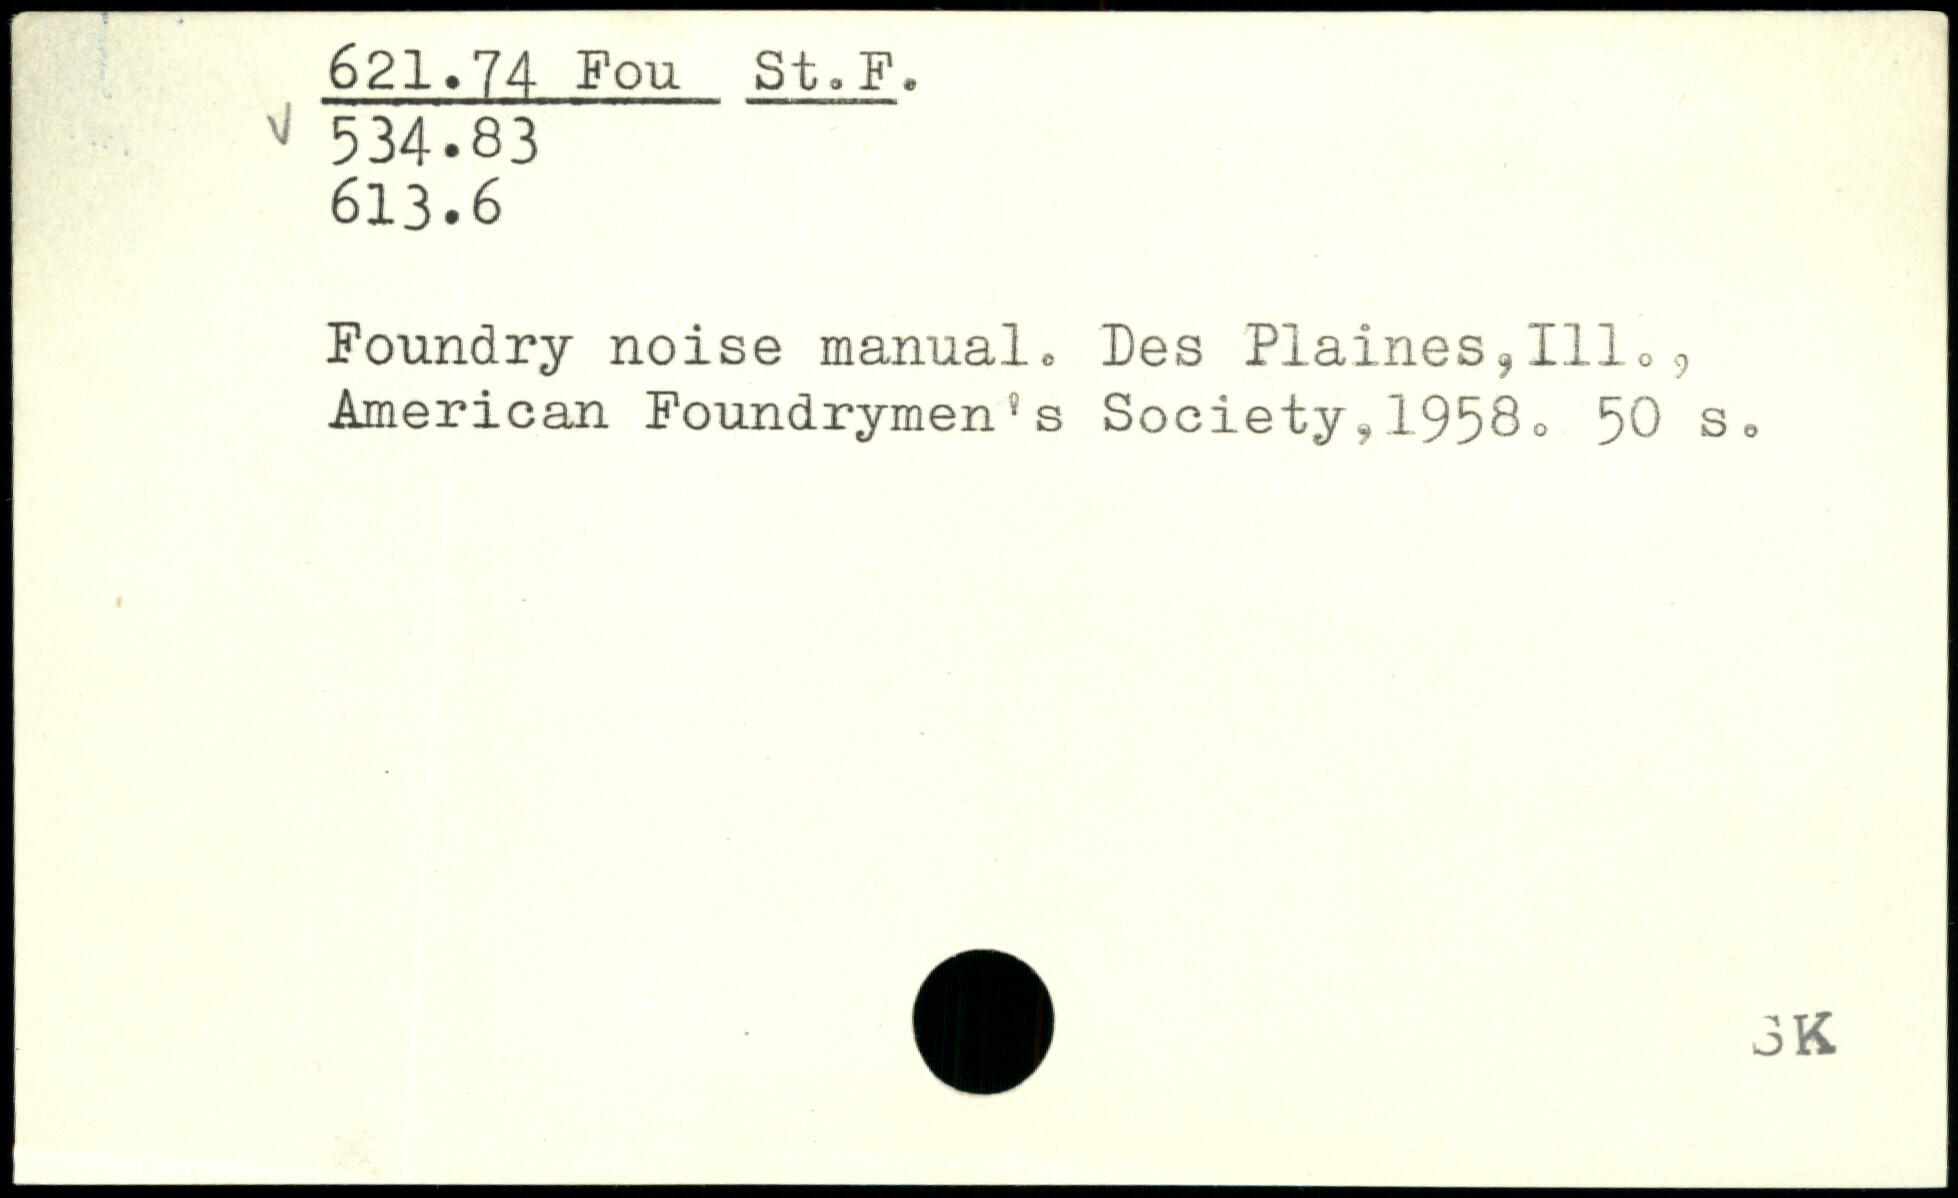 621.74 Fou St.F.
534.83
613.6
Foundry noise manual. Des Plaines,Ill.,
American Foundrymen's Society,1958. 50 s.
SK